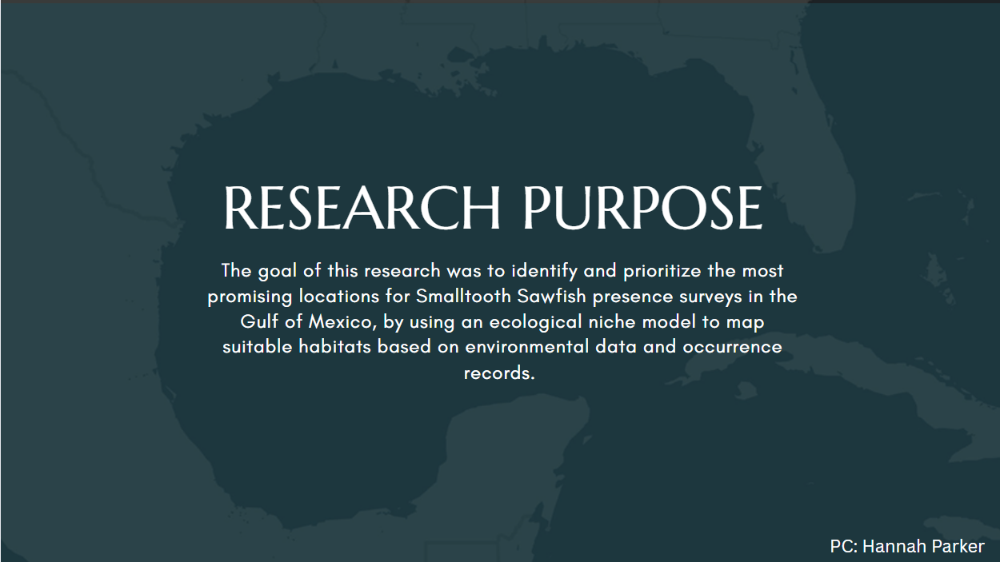 RESEARCH PURPOSE
The goal of this research was to identify and prioritize the most
promising locations for Smalltooth Sawfish presence surveys in the
Gulf of Mexico, by using an ecological niche model to map
suitable habitats based on environmental data and occurrence
records.
PC: Hannah Parker